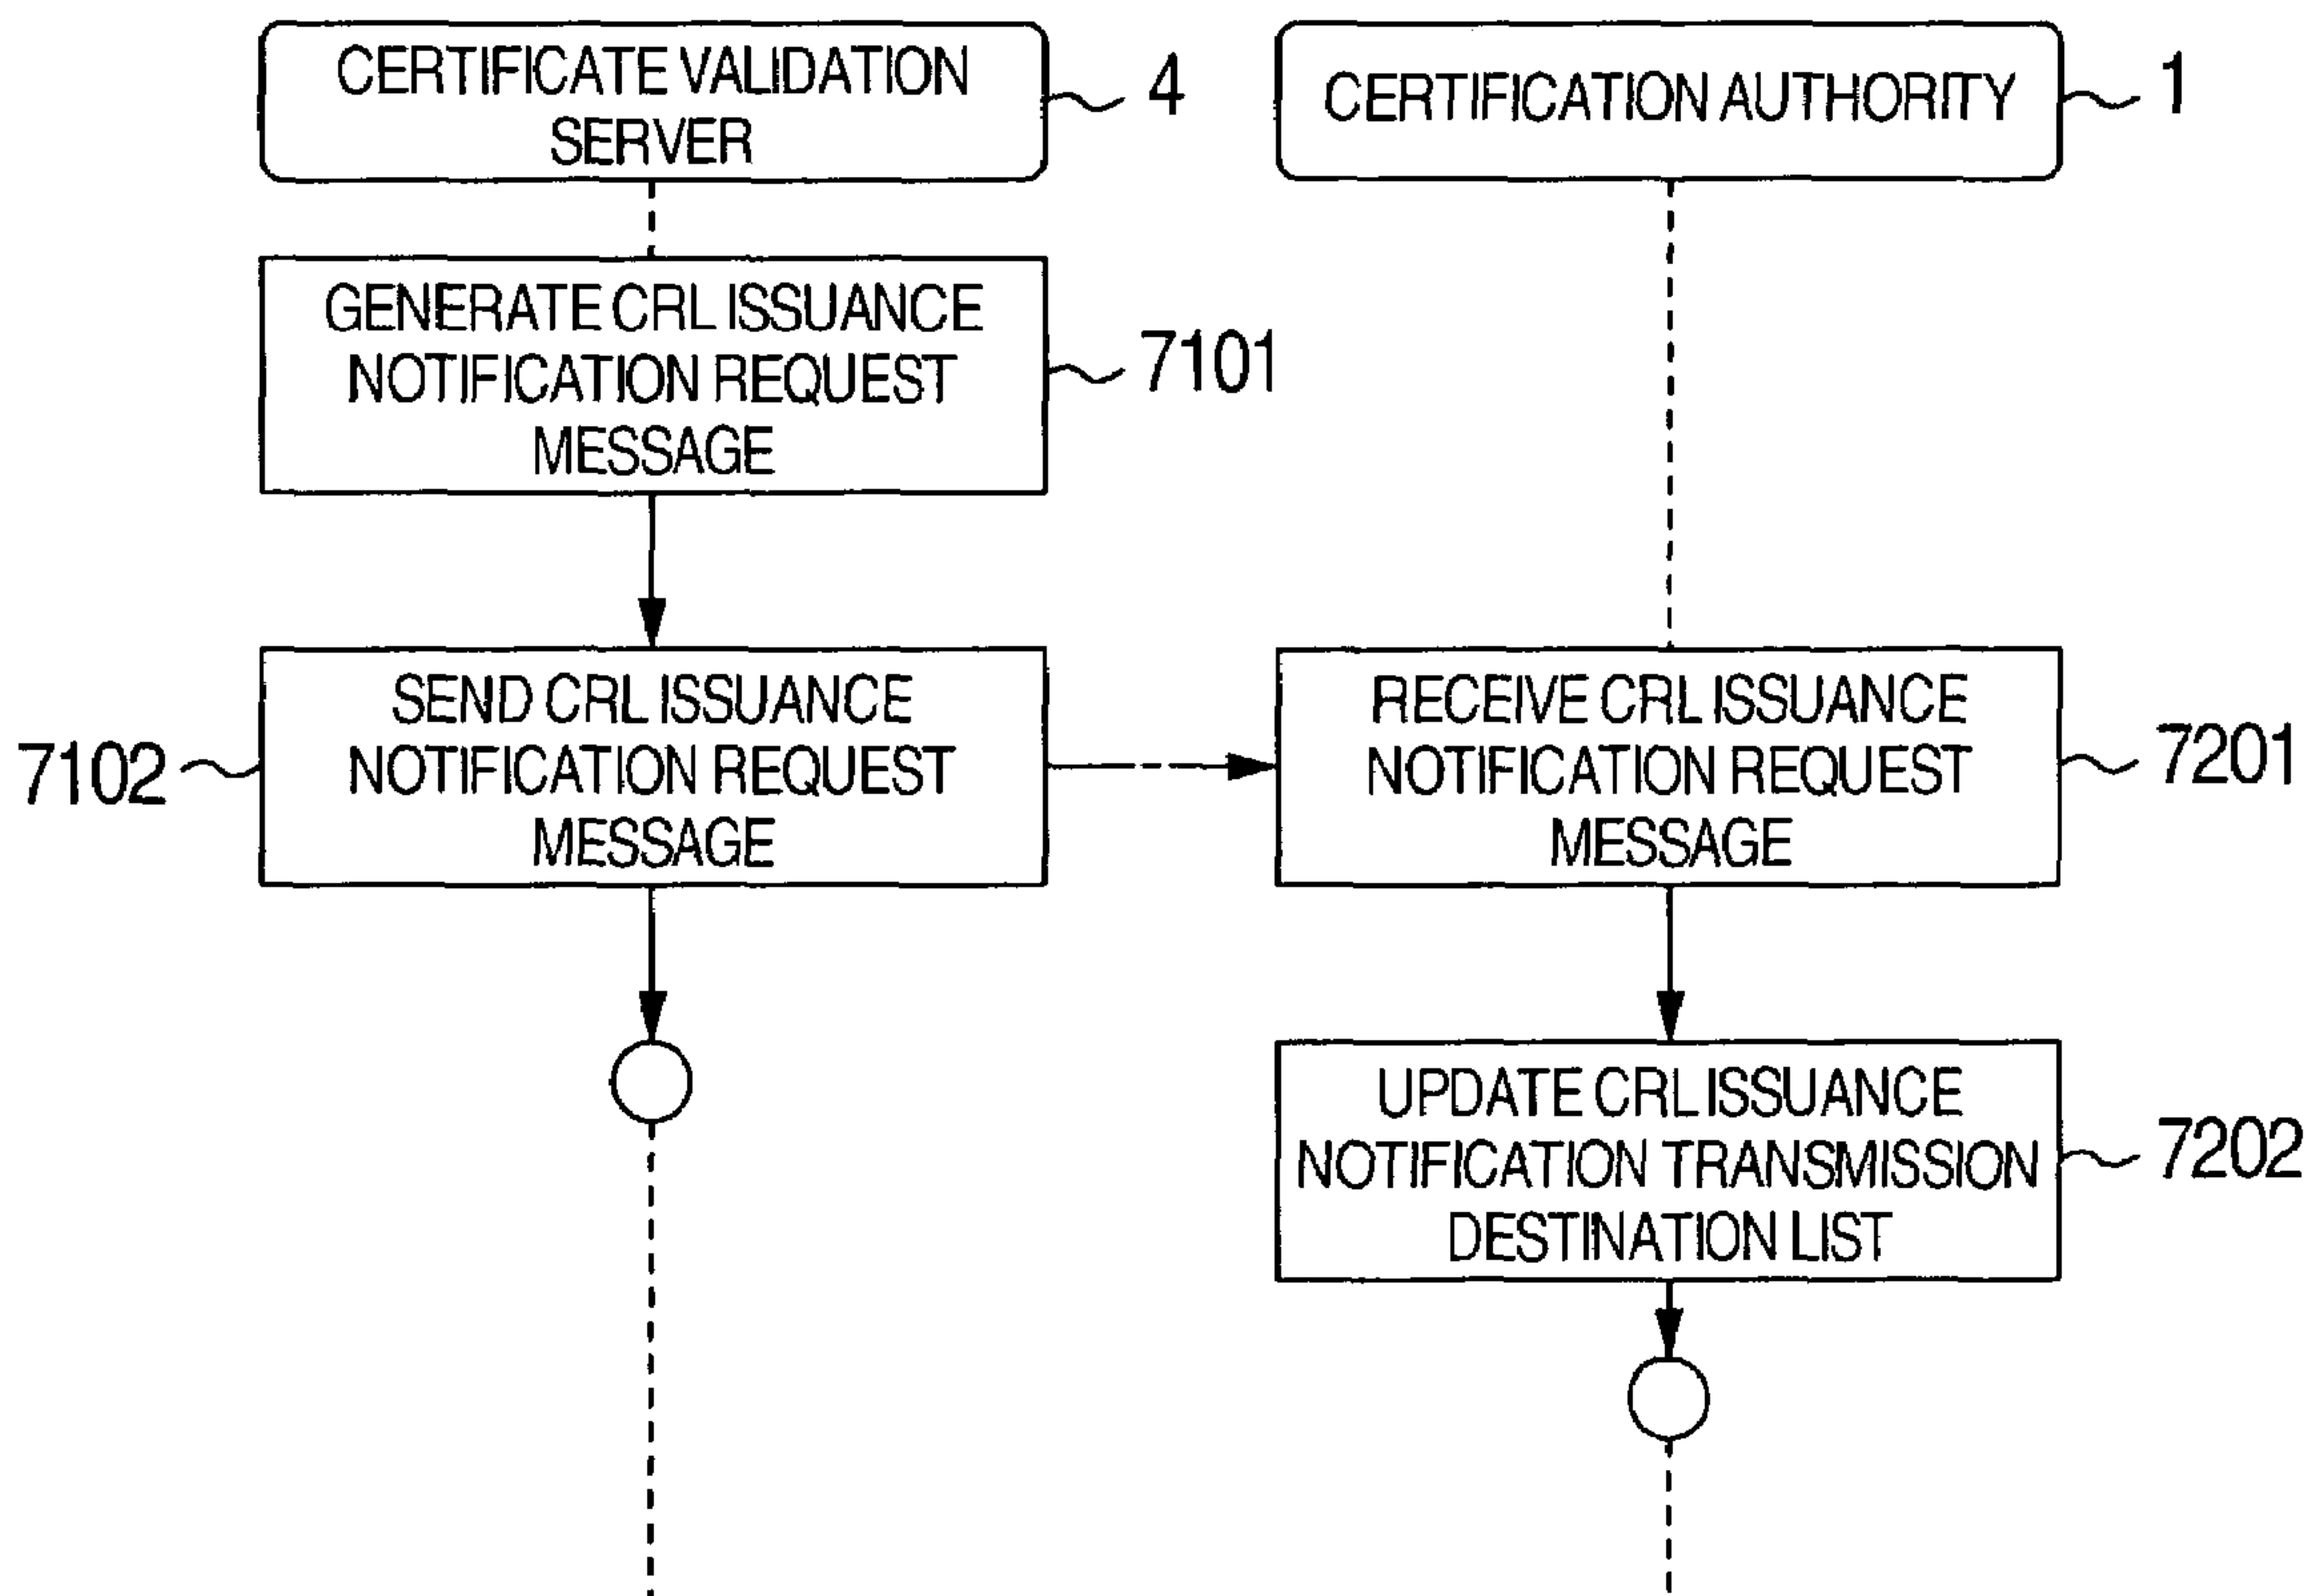 CERTIFICATE VALIDATION
SERVER
4
CERTIFICATION AUTHORITY
1
GENERATE CRL ISSUANCE
NOTIFICATION REQUEST
MESSAGE
7101
SEND CRL ISSUANCE
NOTIFICATION REQUEST
MESSAGE
7102
RECEIVE CRL ISSUANCE
NOTIFICATION REQUEST
MESSAGE
7201
UPDATE CRL ISSUANCE
NOTIFICATION TRANSMISSION
DESTINATION LIST
7202